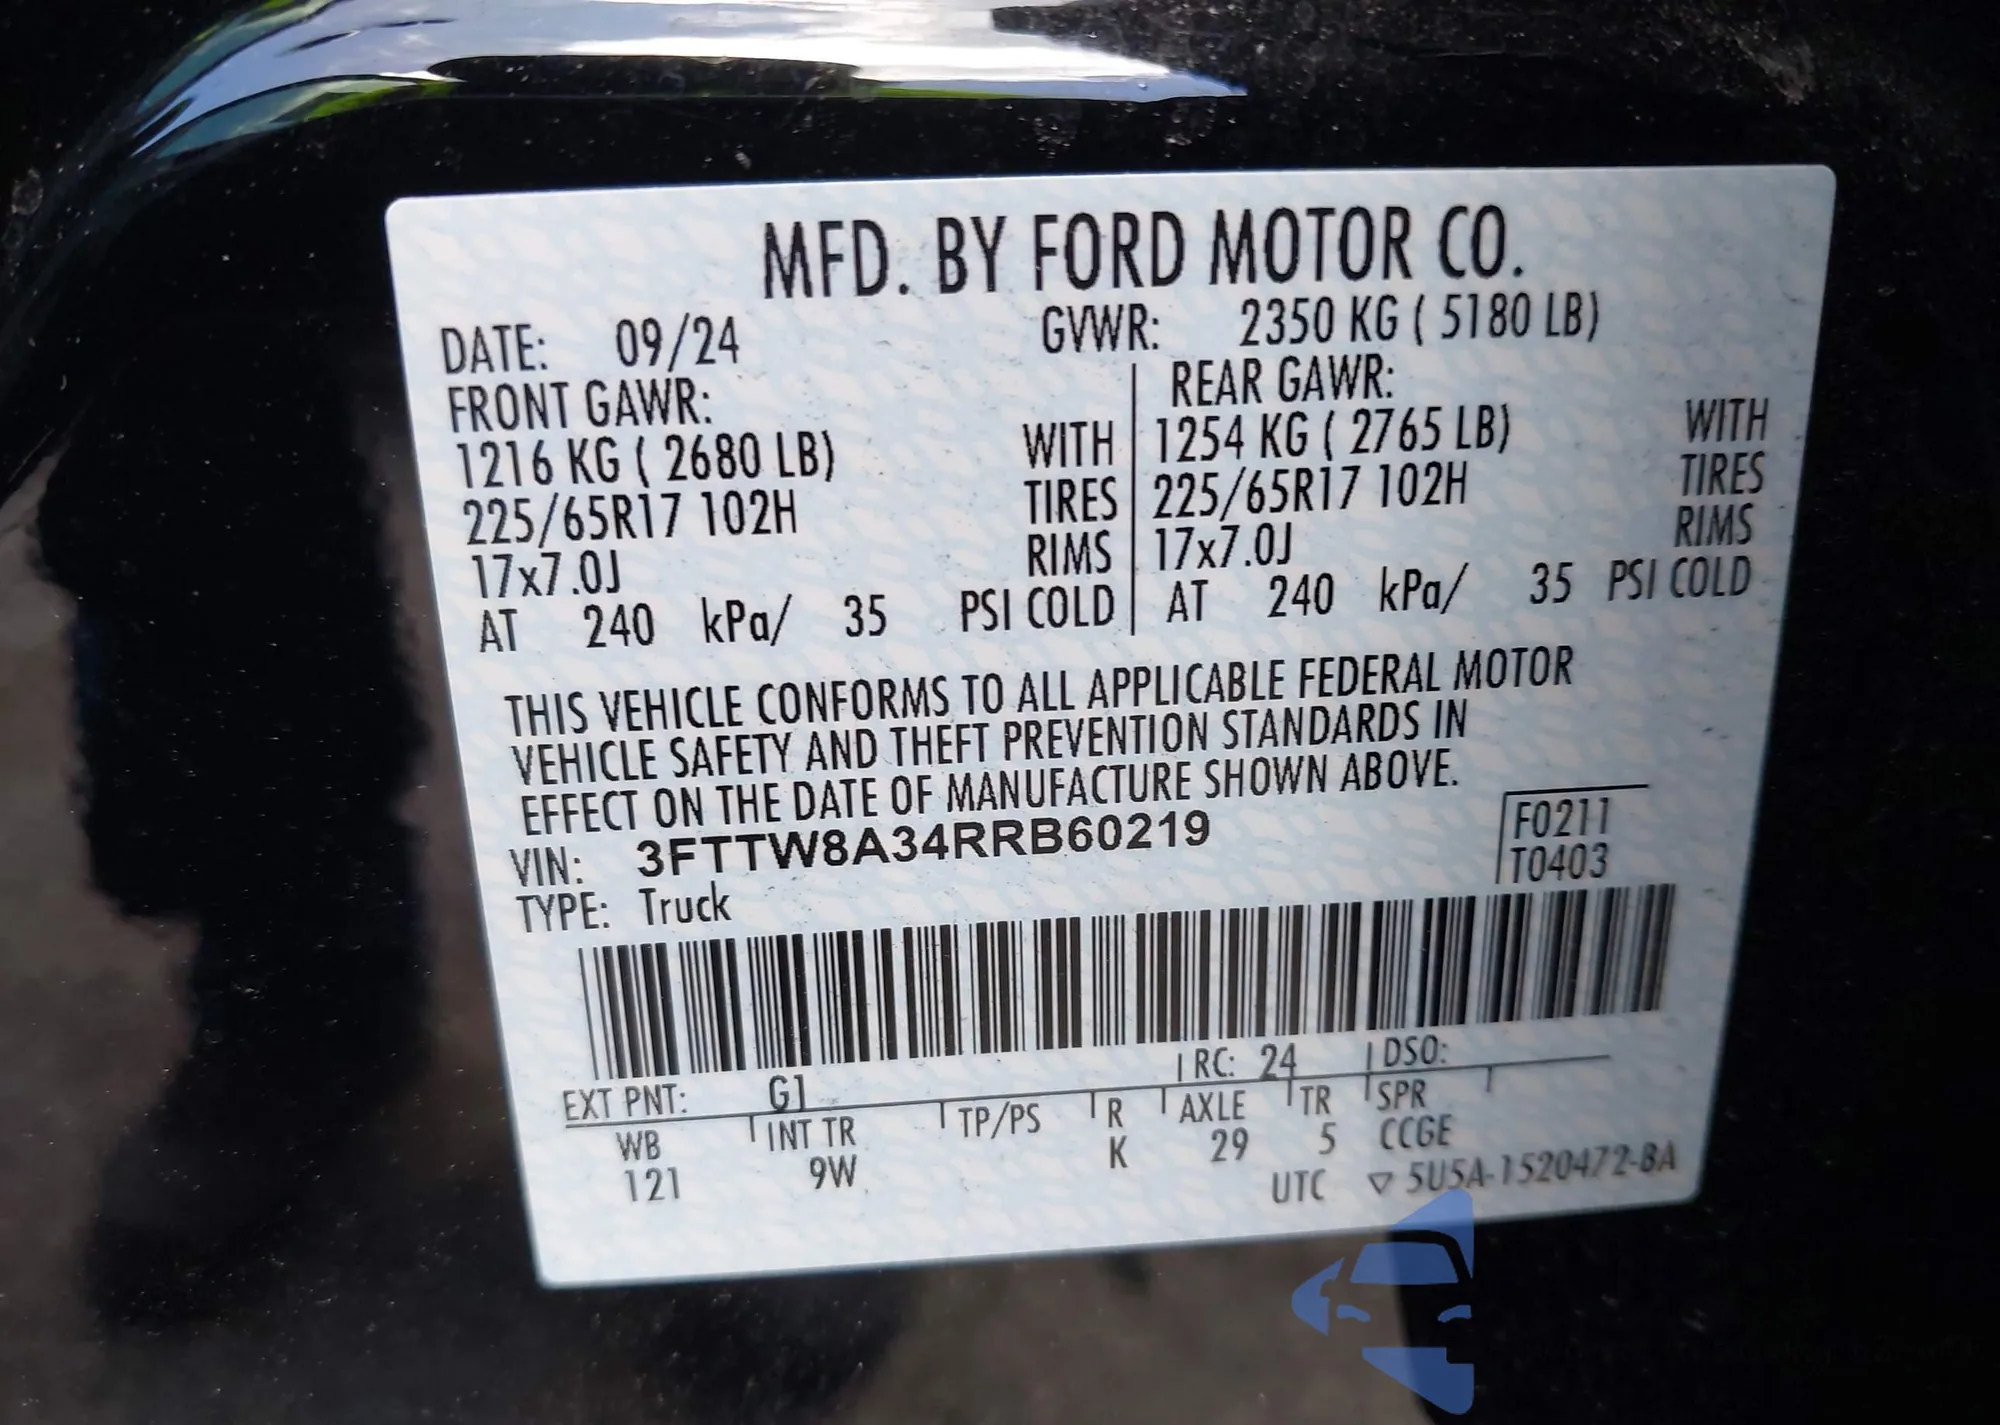 MFD. BY FORD MOTOR CO.
DATE: 09/24 GVWR: 2350 KG ( 5180 LB)
FRONT GAWR: REAR GAWR:
1216 KG ( 2680 LB) WITH 1254 KG ( 2765 LB) WITH
225/65R17 102H TIRES 225/65R17 102H TIRES
17x7.0J RIMS 17x7.0J RIMS
AT 240 kPa/ 35 PSI COLD AT 240 kPa/ 35 PSI COLD
THIS VEHICLE CONFORMS TO ALL APPLICABLE FEDERAL MOTOR
VEHICLE SAFETY AND THEFT PREVENTION STANDARDS IN
EFFECT ON THE DATE OF MANUFACTURE SHOWN ABOVE.
VIN: 3FTTW8A34RRB60219 F0211
TYPE: Truck T0403
EXT PNT: G1 RC: 24 DSO:
WB INT TR TP/PS R AXLE TR SPR
121 9W K 29 5 CCGE
UTC ▽ 5U5A-1520472-BA